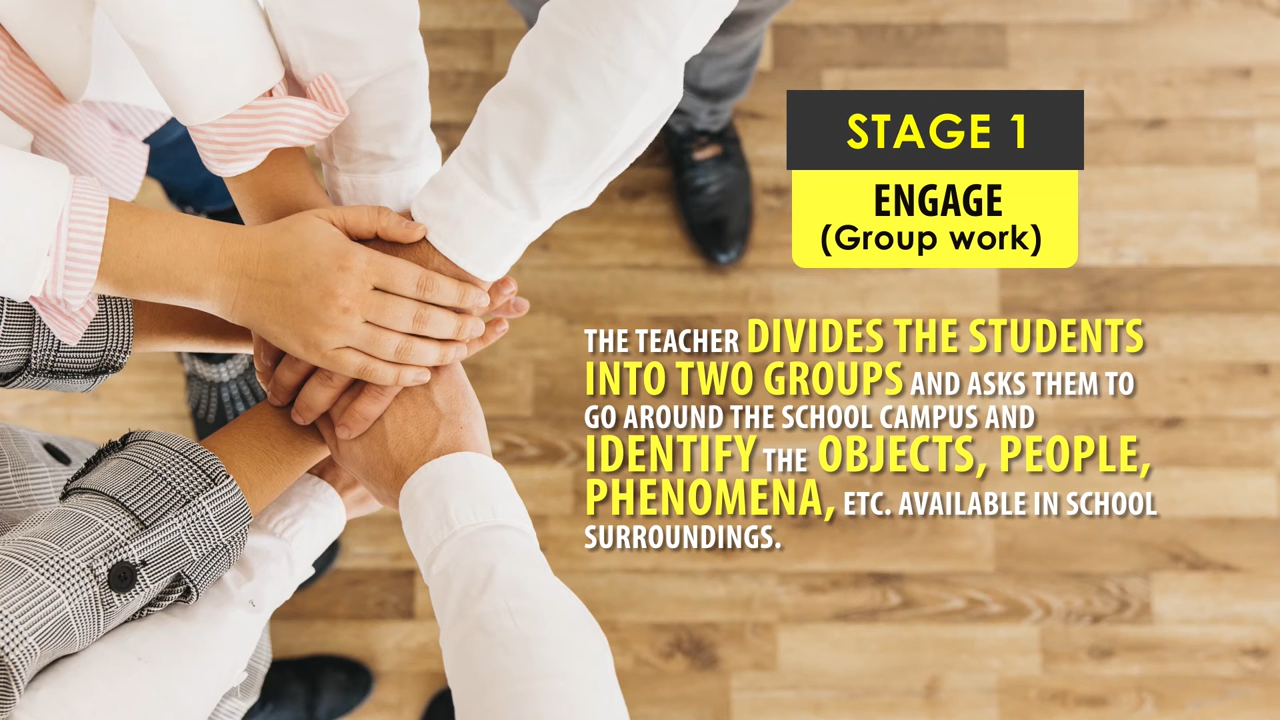 STAGE 1
ENGAGE
(Group work)
THE TEACHER DIVIDES THE STUDENTS
INTO TWO GROUPS AND ASKS THEM TO
GO AROUND THE SCHOOL CAMPUS AND
IDENTIFY THE OBJECTS, PEOPLE,
PHENOMENA, ETC. AVAILABLE IN SCHOOL
SURROUNDINGS.